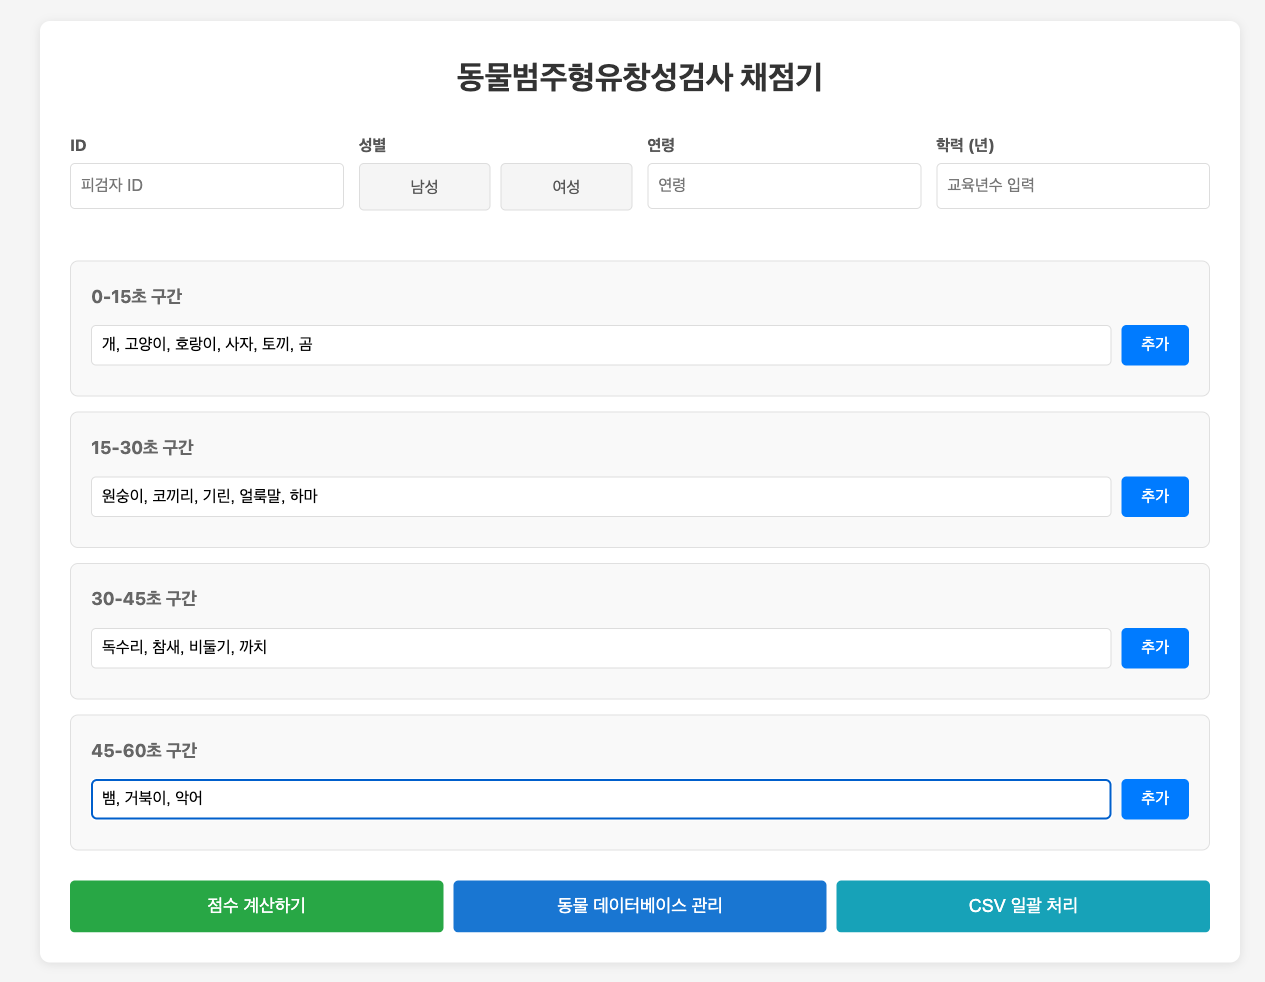 동물범주형유창성검사 채점기
ID 성별 연령 학력 (년)
피검자 ID 남성 여성 연령 교육년수 입력
0-15초 구간
개, 고양이, 호랑이, 사자, 토끼, 곰 추가
15-30초 구간
원숭이, 코끼리, 기린, 얼룩말, 하마 추가
30-45초 구간
독수리, 참새, 비둘기, 까치 추가
45-60초 구간
뱀, 거북이, 악어 추가
점수 계산하기 동물 데이터베이스 관리 CSV 일괄 처리